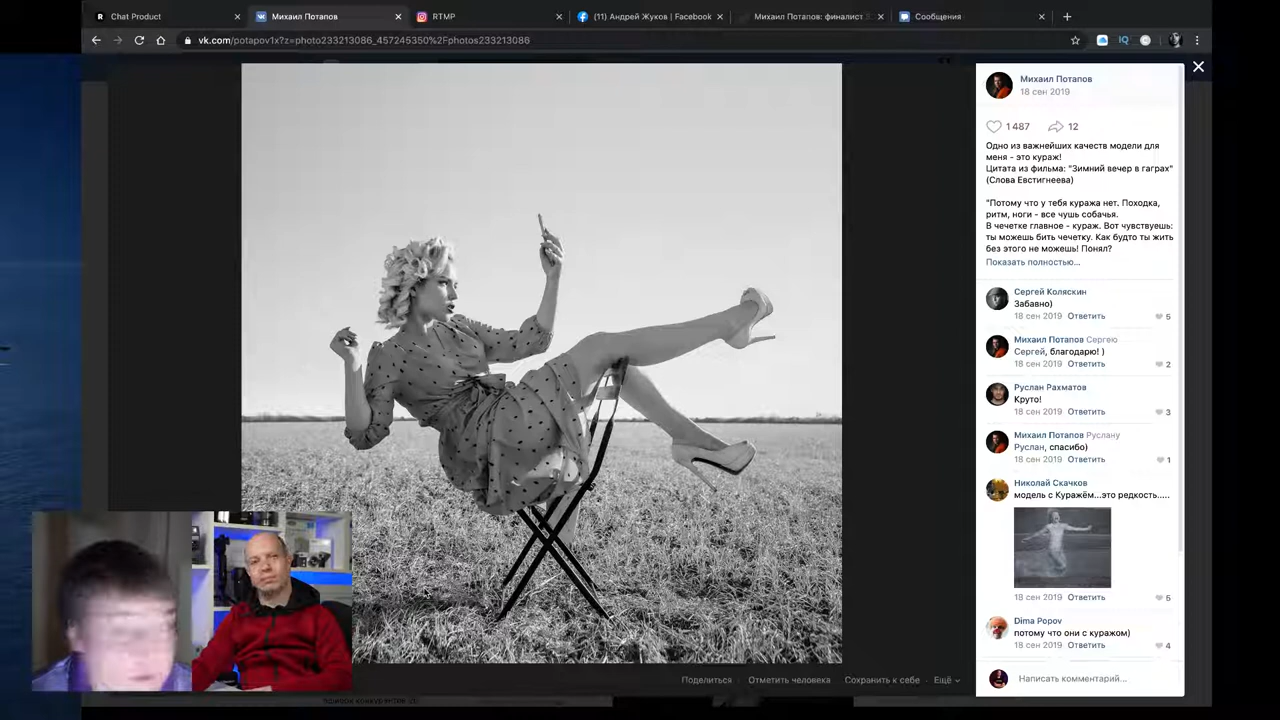 Chat Product
Михаил Потапов
RTMP
(11) Андрей Жуков | Facebook
Михаил Потапов: финалист
Сообщения
vk.com/potapov1x?z=photo233213086_457245350%2Fphotos233213086
Михаил Потапов
18 сен 2019
1 487
12
Одно из важнейших качеств модели для
меня - это кураж!
Цитата из фильма: "Зимний вечер в гаграх"
(Слова Евстигнеева)
"Потому что у тебя куража нет. Походка,
ритм, ноги - все чушь собачья.
В чечетке главное - кураж. Вот чувствуешь:
ты можешь бить чечетку. Как будто ты жить
без этого не можешь! Понял?
Показать полностью...
Сергей Коляскин
Забавно)
18 сен 2019 Ответить
5
Михаил Потапов Сергею
Сергей, благодарю! )
18 сен 2019 Ответить
2
Руслан Рахматов
Круто!
18 сен 2019 Ответить
3
Михаил Потапов Руслану
Руслан, спасибо)
18 сен 2019 Ответить
1
Николай Скачков
модель с Куражём...это редкость.....
18 сен 2019 Ответить
5
Dima Popov
потому что они с куражом)
18 сен 2019 Ответить
4
Написать комментарий...
Поделиться
Отметить человека
Сохранить к себе
Ещё